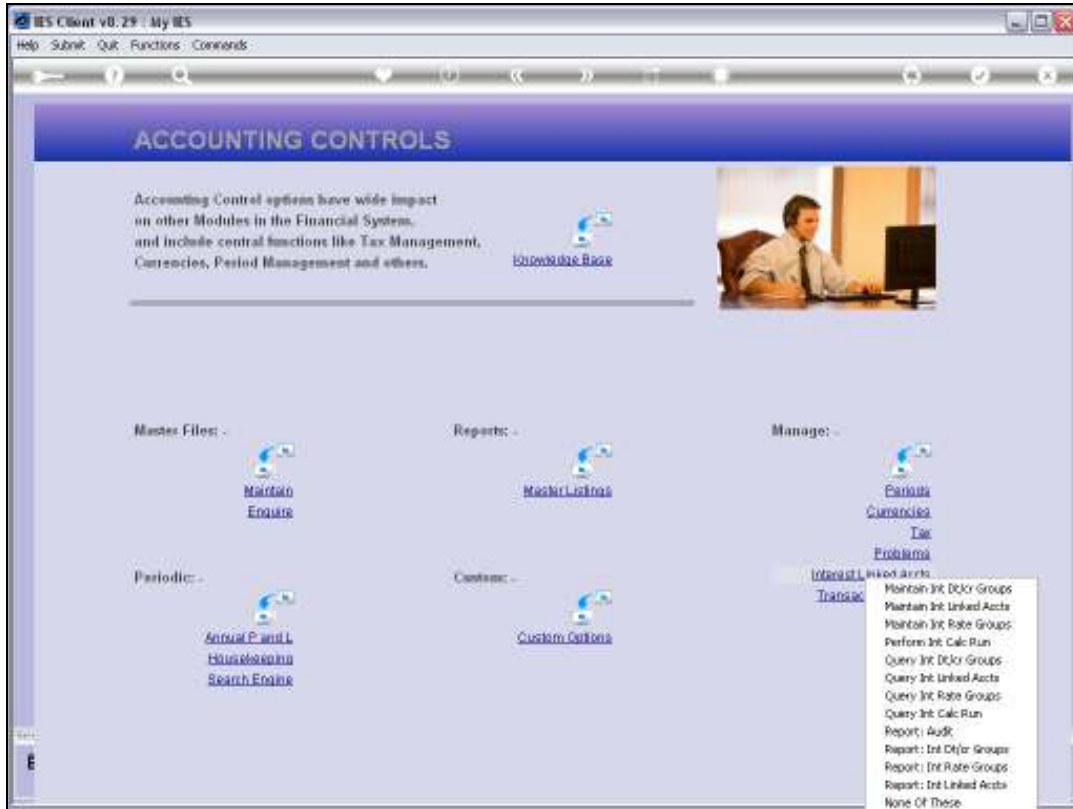 IES Client v8.29 : My IES
Help Submit Quit Functions Commands
ACCOUNTING CONTROLS
Accounting Control options have wide impact
on other Modules in the Financial System,
and include central functions like Tax Management,
Currencies, Period Management and others.
Knowledge Base
Master Files: -
Maintain
Enquire
Reports: -
Master Listings
Manage: -
Periods
Currencies
Tax
Problems
Interest Linked Accts
Periodic: -
Annual P and L
Housekeeping
Search Engine
Custom: -
Custom Options
Maintain Int Dt/cr Groups
Maintain Int Linked Accts
Maintain Int Rate Groups
Perform Int Calc Run
Query Int Dt/cr Groups
Query Int Linked Accts
Query Int Rate Groups
Query Int Calc Run
Report: Audit
Report: Int Dt/cr Groups
Report: Int Rate Groups
Report: Int Linked Accts
None Of These